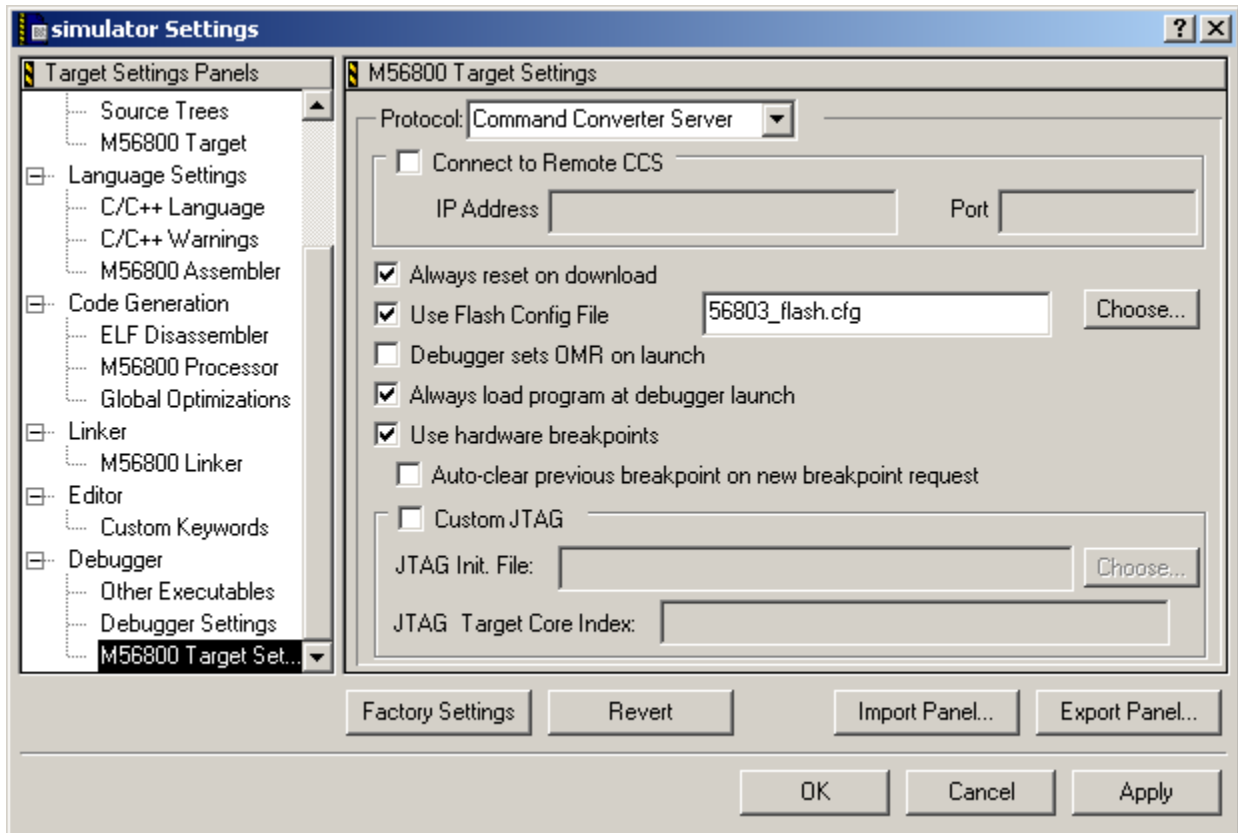 simulator Settings
Target Settings Panels
Source Trees
M56800 Target
Language Settings
C/C++ Language
C/C++ Warnings
M56800 Assembler
Code Generation
ELF Disassembler
M56800 Processor
Global Optimizations
Linker
M56800 Linker
Editor
Custom Keywords
Debugger
Other Executables
Debugger Settings
M56800 Target Set...
M56800 Target Settings
Protocol: Command Converter Server
Connect to Remote CCS
IP Address Port
Always reset on download
Use Flash Config File 56803_flash.cfg Choose...
Debugger sets OMR on launch
Always load program at debugger launch
Use hardware breakpoints
Auto-clear previous breakpoint on new breakpoint request
Custom JTAG
JTAG Init. File: Choose...
JTAG Target Core Index:
Factory Settings Revert Import Panel... Export Panel...
OK Cancel Apply